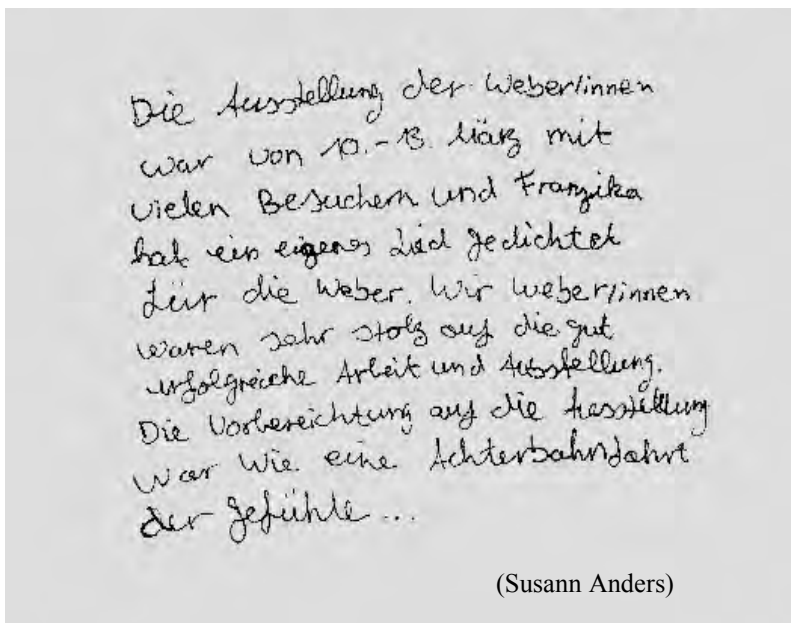 Die Ausstellung der Weber/innen
war von 10.-13. März mit
vielen Besuchern und Franzika
hat ein eigenes Lied gedichtet
für die Weber. Wir Weber/innen
waren sehr stolz auf die gut
erfolgreiche Arbeit und Ausstellung.
Die Vorbereichtung auf die Ausstellung
war wie eine Achterbahnfahrt
der Gefühle...
(Susann Anders)